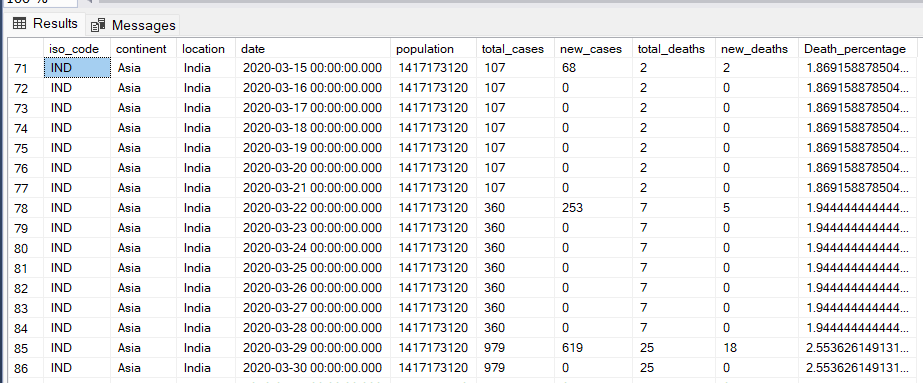 Results Messages
iso_code continent location date population total_cases new_cases total_deaths new_deaths Death_percentage
71 IND Asia India 2020-03-15 00:00:00.000 1417173120 107 68 2 2 1.869158878504...
72 IND Asia India 2020-03-16 00:00:00.000 1417173120 107 0 2 0 1.869158878504...
73 IND Asia India 2020-03-17 00:00:00.000 1417173120 107 0 2 0 1.869158878504...
74 IND Asia India 2020-03-18 00:00:00.000 1417173120 107 0 2 0 1.869158878504...
75 IND Asia India 2020-03-19 00:00:00.000 1417173120 107 0 2 0 1.869158878504...
76 IND Asia India 2020-03-20 00:00:00.000 1417173120 107 0 2 0 1.869158878504...
77 IND Asia India 2020-03-21 00:00:00.000 1417173120 107 0 2 0 1.869158878504...
78 IND Asia India 2020-03-22 00:00:00.000 1417173120 360 253 7 5 1.944444444444...
79 IND Asia India 2020-03-23 00:00:00.000 1417173120 360 0 7 0 1.944444444444...
80 IND Asia India 2020-03-24 00:00:00.000 1417173120 360 0 7 0 1.944444444444...
81 IND Asia India 2020-03-25 00:00:00.000 1417173120 360 0 7 0 1.944444444444...
82 IND Asia India 2020-03-26 00:00:00.000 1417173120 360 0 7 0 1.944444444444...
83 IND Asia India 2020-03-27 00:00:00.000 1417173120 360 0 7 0 1.944444444444...
84 IND Asia India 2020-03-28 00:00:00.000 1417173120 360 0 7 0 1.944444444444...
85 IND Asia India 2020-03-29 00:00:00.000 1417173120 979 619 25 18 2.553626149131...
86 IND Asia India 2020-03-30 00:00:00.000 1417173120 979 0 25 0 2.553626149131...